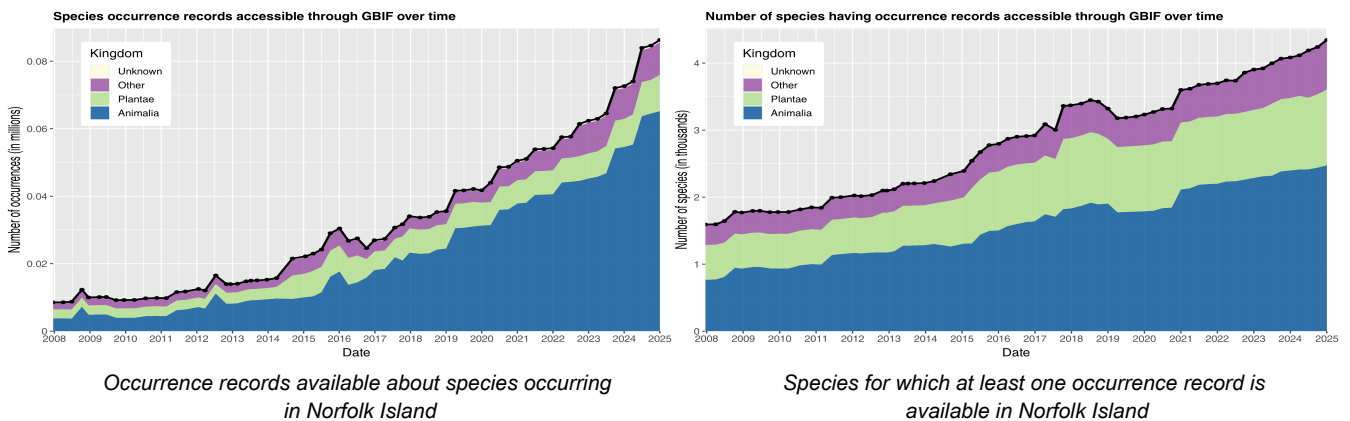 Species occurrence records accessible through GBIF over time
Number of occurrences (in millions)
0.08
0.06
0.04
0.02
0
Kingdom
Unknown
Other
Plantae
Animalia
2008 2009 2010 2011 2012 2013 2014 2015 2016 2017 2018 2019 2020 2021 2022 2023 2024 2025
Date
Occurrence records available about species occurring
in Norfolk Island
Number of species having occurrence records accessible through GBIF over time
Number of species (in thousands)
4
3
2
1
0
Kingdom
Unknown
Other
Plantae
Animalia
2008 2009 2010 2011 2012 2013 2014 2015 2016 2017 2018 2019 2020 2021 2022 2023 2024 2025
Date
Species for which at least one occurrence record is
available in Norfolk Island